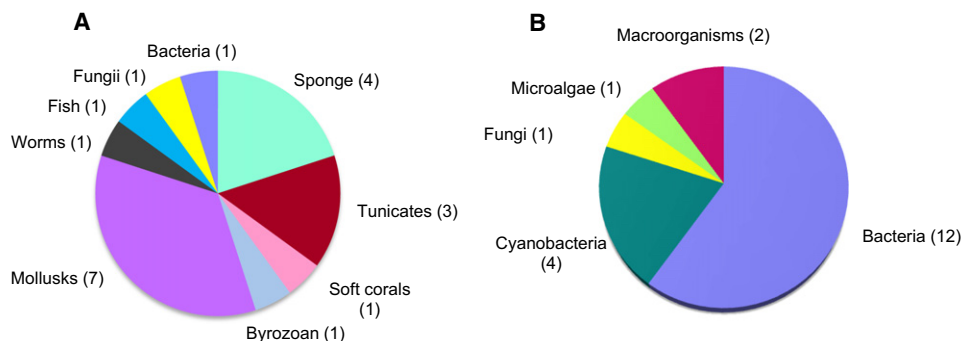 A
Bacteria (1)
Fungii (1)
Fish (1)
Worms (1)
Mollusks (7)
Byrozoan (1)
Soft corals
(1)
Tunicates (3)
Sponge (4)
B
Macroorganisms (2)
Microalgae (1)
Fungi (1)
Cyanobacteria
(4)
Bacteria (12)